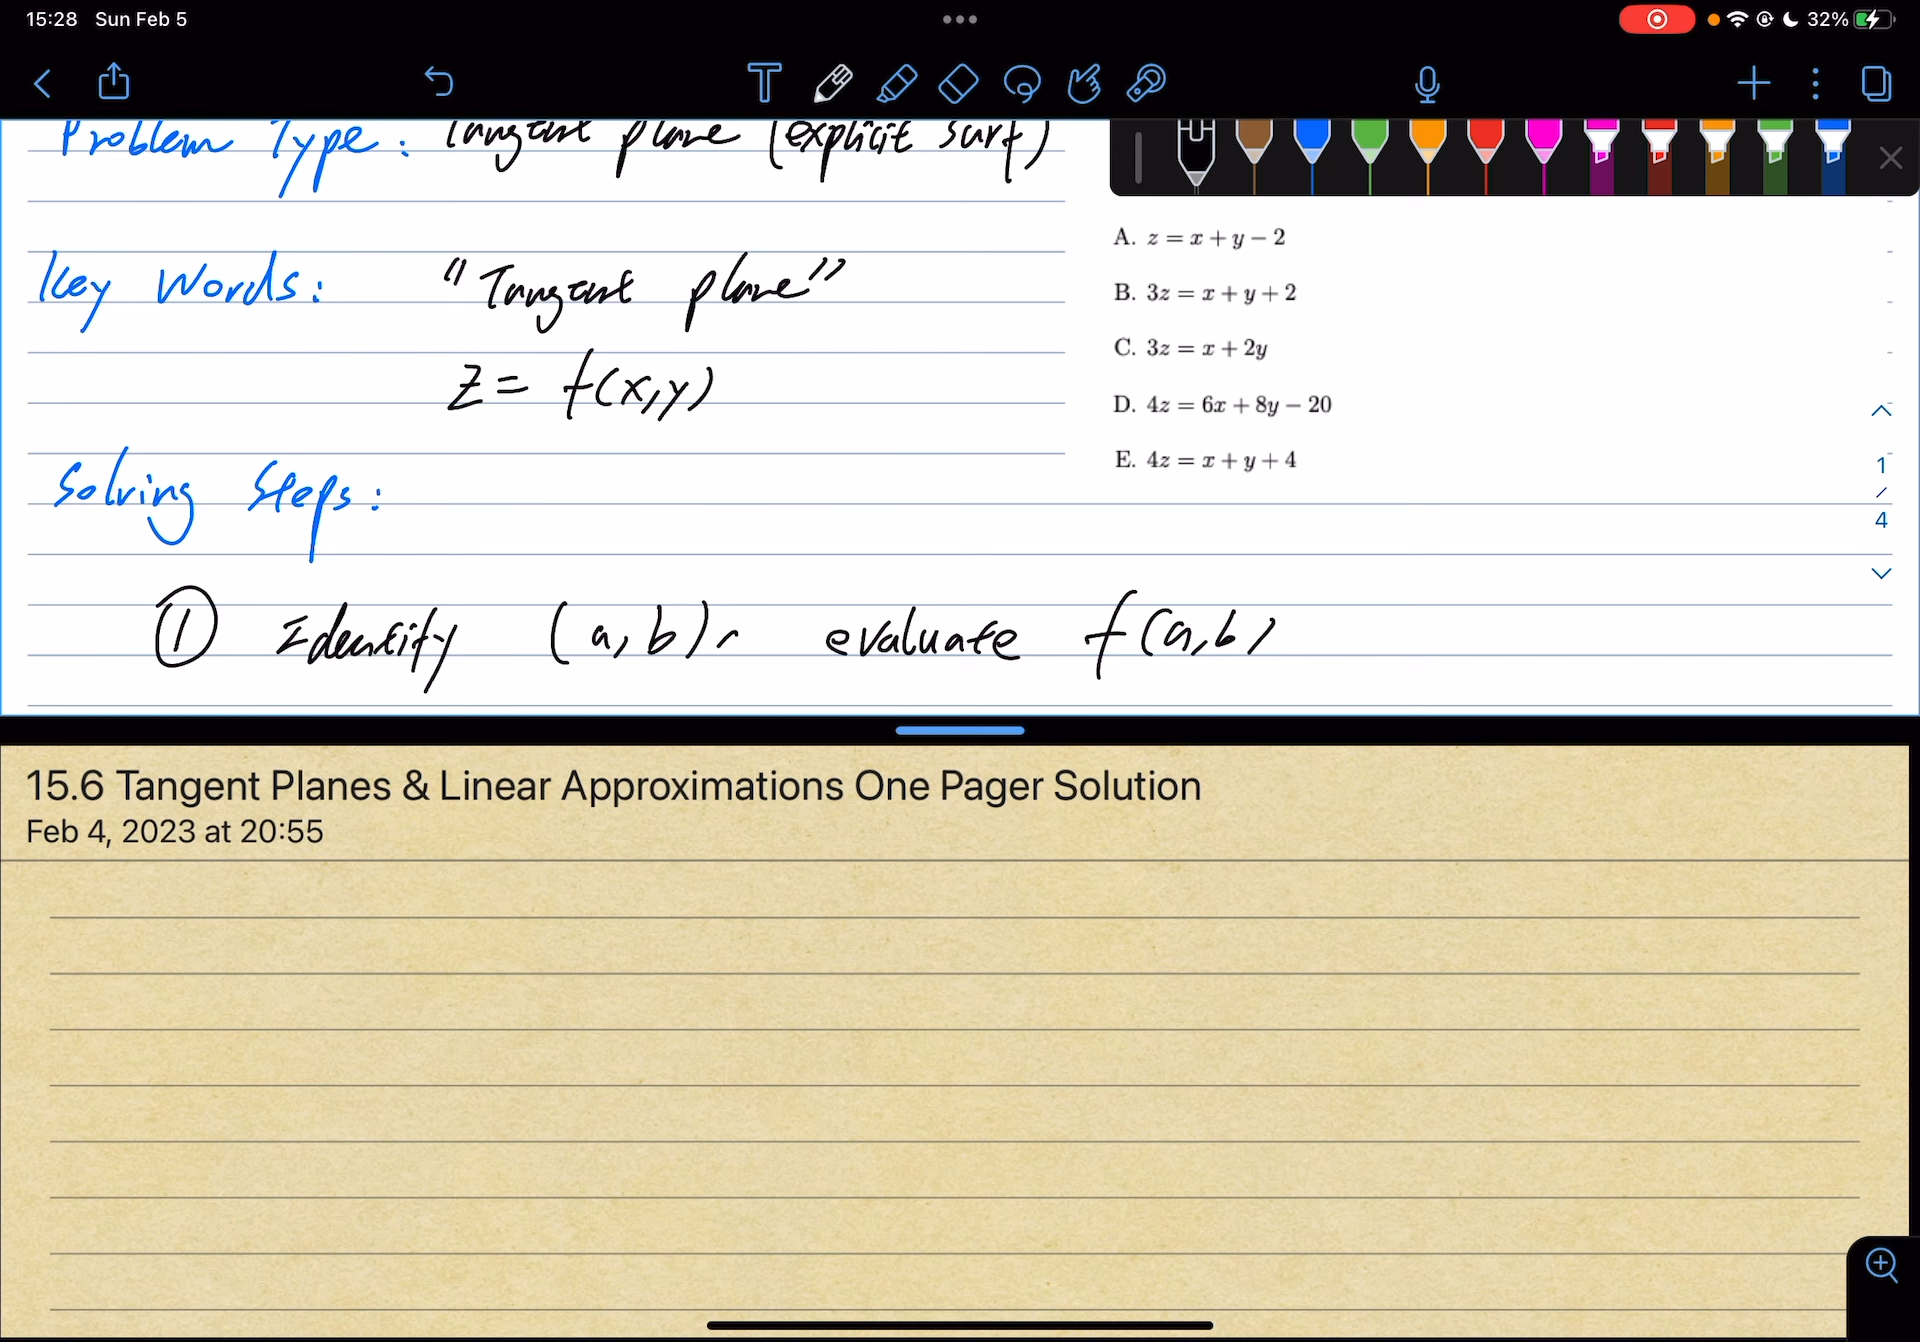 15:28 Sun Feb 5
32%
Problem Type: Tangent plane (explicit surf)
Key Words: "Tangent plane"
z = f(x,y)
A. z = x + y − 2
B. 3z = x + y + 2
C. 3z = x + 2y
D. 4z = 6x + 8y − 20
E. 4z = x + y + 4
1
/
4
Solving Steps:
① Identify (a,b), evaluate f(a,b)
15.6 Tangent Planes & Linear Approximations One Pager Solution
Feb 4, 2023 at 20:55